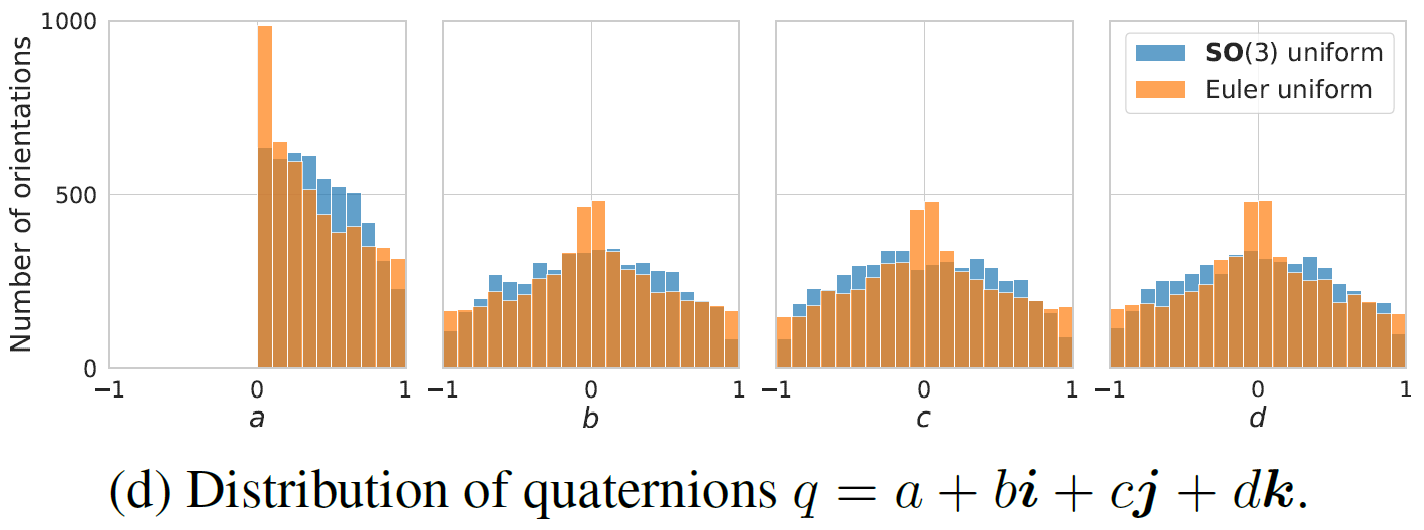 1000
500
0
Number of orientations
−1 0 1
a
−1 0 1
b
−1 0 1
c
−1 0 1
d
SO(3) uniform
Euler uniform
(d) Distribution of quaternions q = a + bi + cj + dk.